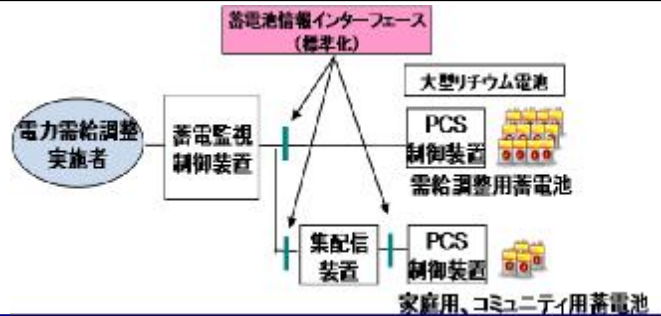 蓄電池情報インターフェース
(標準化)
大型リチウム電池
電力需給調整
実施者
蓄電監視
制御装置
PCS
制御装置
需給調整用蓄電池
集配信
装置
PCS
制御装置
家庭用、コミュニティ用蓄電池